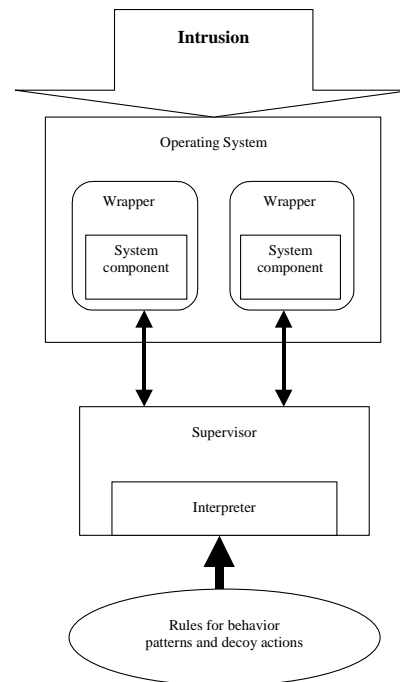 Intrusion
Operating System
Wrapper
Wrapper
System
component
System
component
Supervisor
Interpreter
Rules for behavior
patterns and decoy actions